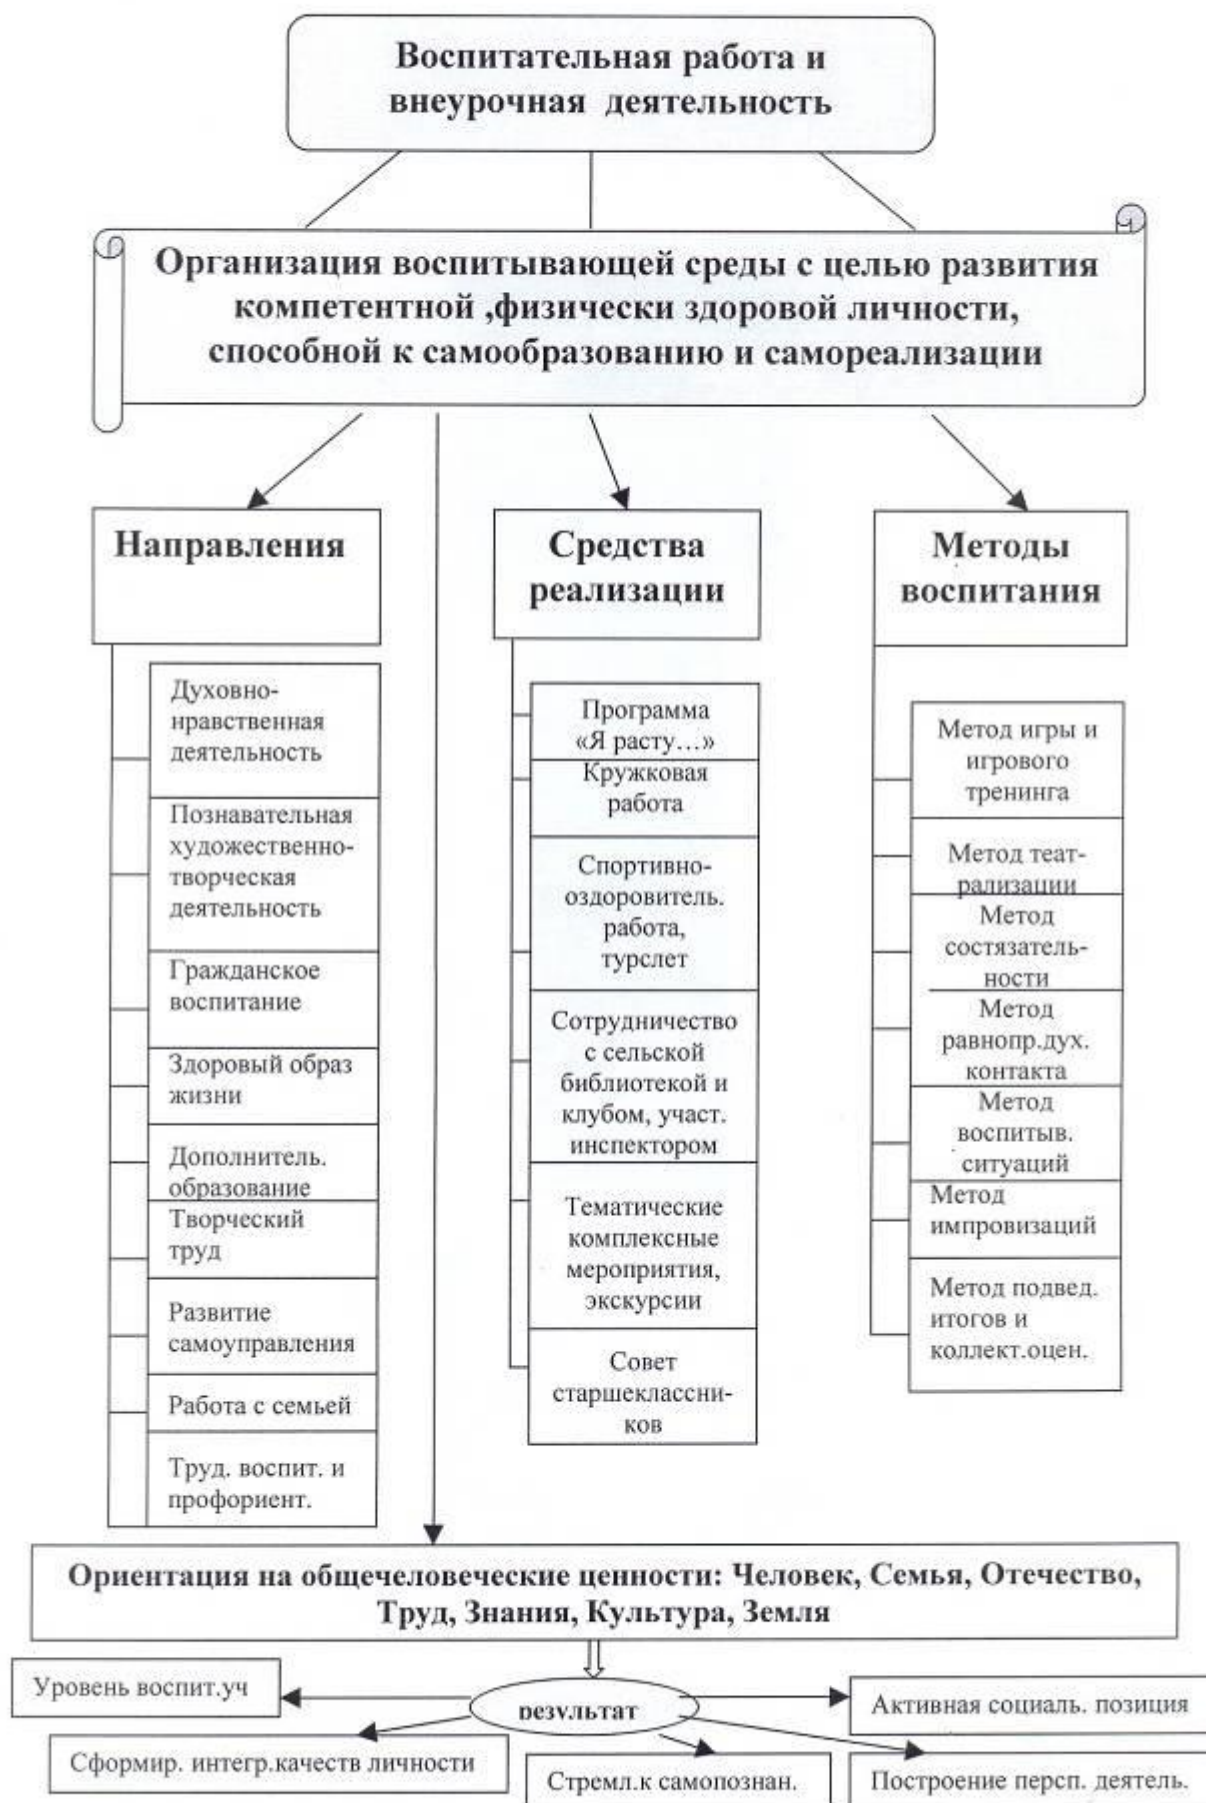 Воспитательная работа и
внеурочная деятельность
Организация воспитывающей среды с целью развития
компетентной ,физически здоровой личности,
способной к самообразованию и самореализации
Направления
Духовно-
нравственная
деятельность
Познавательная
художественно-
творческая
деятельность
Гражданское
воспитание
Здоровый образ
жизни
Дополнитель.
образование
Творческий
труд
Развитие
самоуправления
Работа с семьей
Труд. воспит. и
профориент.
Средства
реализации
Программа
«Я расту…»
Кружковая
работа
Спортивно-
оздоровитель.
работа,
турслет
Сотрудничество
с сельской
библиотекой и
клубом, участ.
инспектором
Тематические
комплексные
мероприятия,
экскурсии
Совет
старшеклассни-
ков
Методы
воспитания
Метод игры и
игрового
тренинга
Метод теат-
рализации
Метод
состязатель-
ности
Метод
равнопр.дух.
контакта
Метод
воспитыв.
ситуаций
Метод
импровизаций
Метод подвед.
итогов и
коллект.оцен.
Ориентация на общечеловеческие ценности: Человек, Семья, Отечество,
Труд, Знания, Культура, Земля
результат
Уровень воспит.уч
Активная социаль. позиция
Сформир. интегр.качеств личности
Стремл.к самопознан.
Построение персп. деятель.